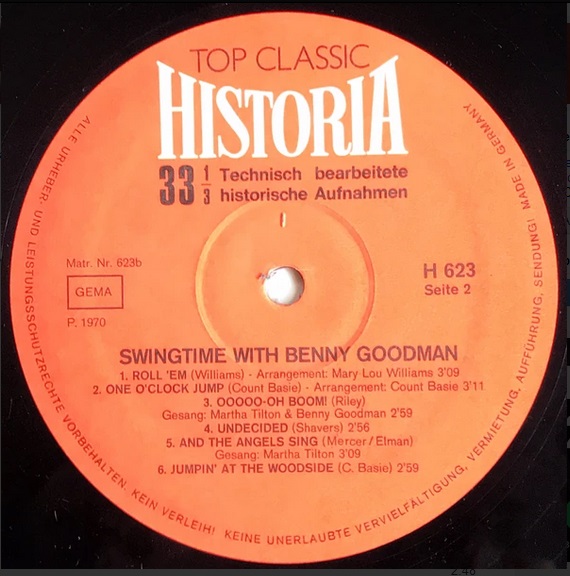 TOP CLASSIC
HISTORIA
33 1/3 Technisch bearbeitete
historische Aufnahmen
Matr. Nr. 623b
GEMA
P. 1970
H 623
Seite 2
SWINGTIME WITH BENNY GOODMAN
1. ROLL 'EM (Williams) - Arrangement: Mary Lou Williams 3'09
2. ONE O'CLOCK JUMP (Count Basie) - Arrangement: Count Basie 3'11
3. OOOOO-OH BOOM! (Riley)
Gesang: Martha Tilton & Benny Goodman 2'59
4. UNDECIDED (Shavers) 2'56
5. AND THE ANGELS SING (Mercer/Elman)
Gesang: Martha Tilton 3'09
6. JUMPIN' AT THE WOODSIDE (C. Basie) 2'59
ALLE URHEBER- UND LEISTUNGSSCHUTZRECHTE VORBEHALTEN. KEIN VERLEIH! KEINE UNERLAUBTE VERVIELFÄLTIGUNG, VERMIETUNG, AUFFÜHRUNG, SENDUNG! MADE IN GERMANY